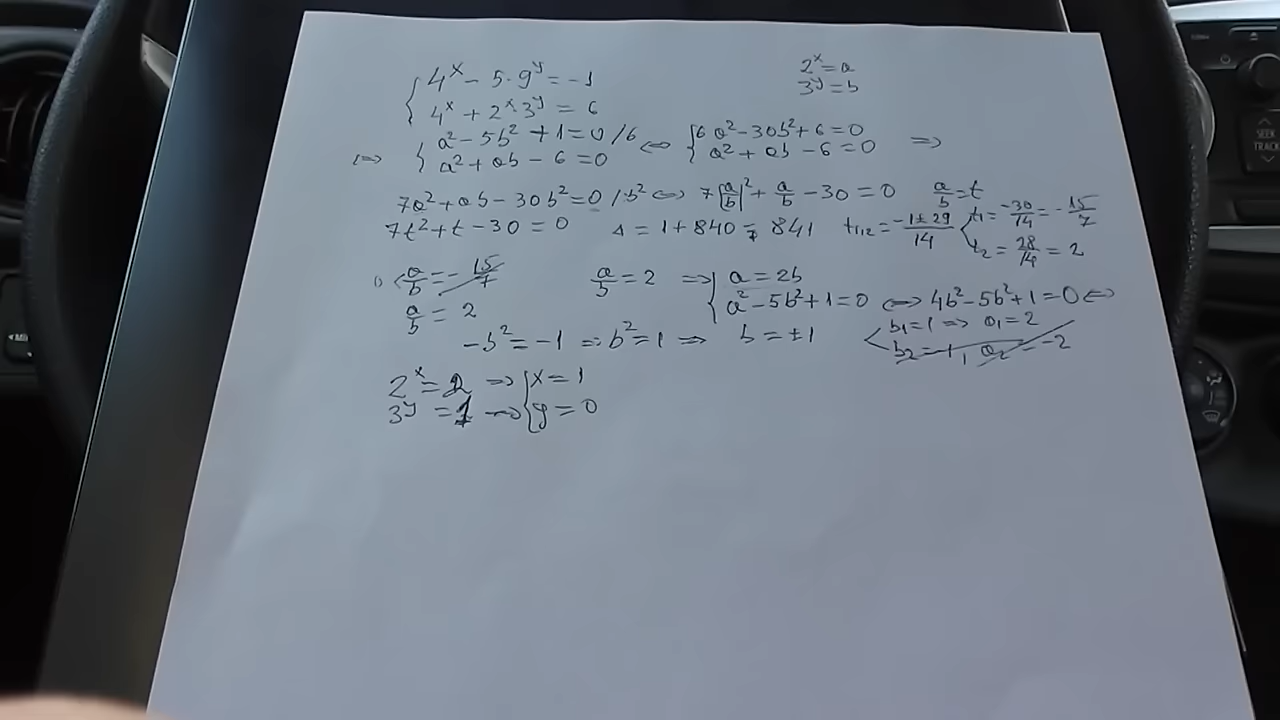 4^x − 5·9^y = −1
2^x = a
4^x + 2^x·3^y = 6
3^y = b
⟺ { a² − 5b² + 1 = 0 /6 ⟺ { 6a² − 30b² + 6 = 0 ⟹
a² + ab − 6 = 0 a² + ab − 6 = 0
7a² + ab − 30b² = 0 /:b² ⟺ 7(a/b)² + a/b − 30 = 0 a/b = t
7t² + t − 30 = 0 Δ = 1 + 840 = 841 t₁,₂ = (−1 ± 29)/14 t₁ = −30/14 = −15/7
t₂ = 28/14 = 2
1) a/b = −15/7 a/b = 2 ⟹ { a = 2b
a² − 5b² + 1 = 0 ⟺ 4b² − 5b² + 1 = 0 ⟺
a/b = 2
−b² = −1 ⟹ b² = 1 ⟹ b = ±1 b₁ = 1 ⟹ a₁ = 2
b₂ = −1, a₂ = −2
2^x = 2 ⟹ { x = 1
3^y = 1 ⟹ y = 0
SEEK
TRACK